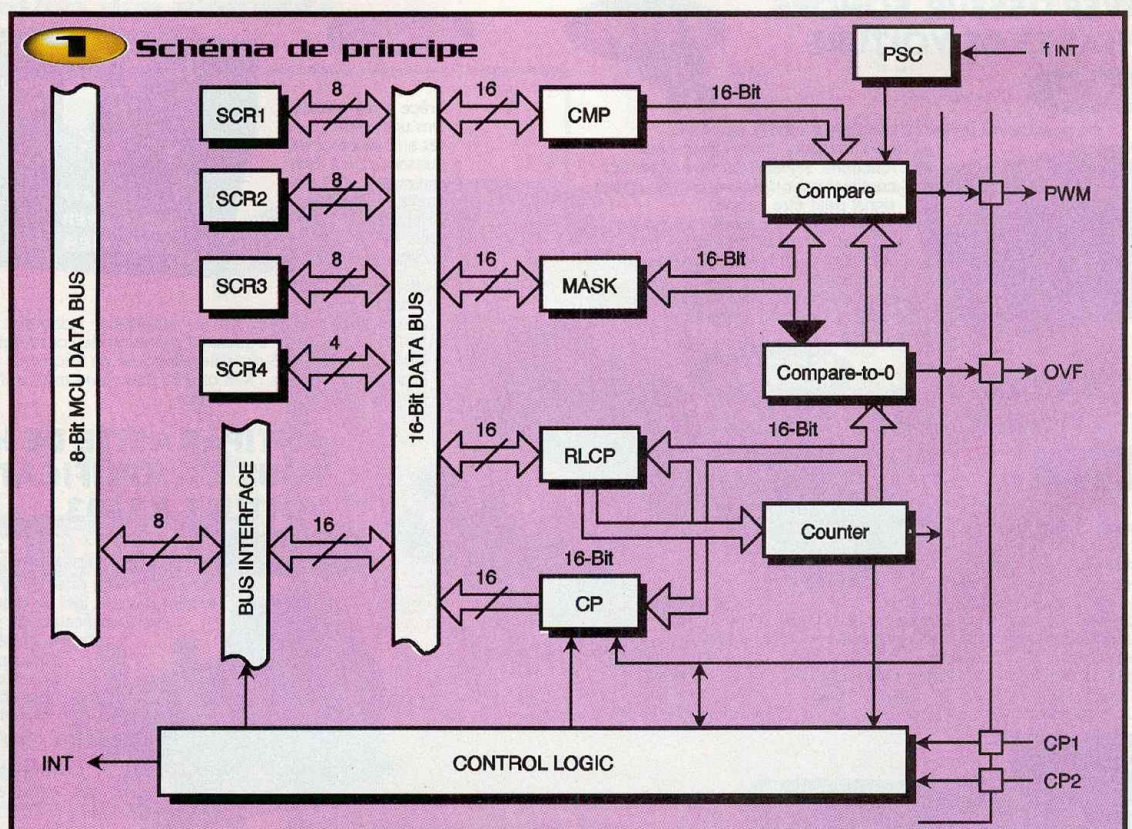 1 Schéma de principe
PSC
f INT
8-Bit MCU DATA BUS
SCR1
8
16-Bit DATA BUS
16
CMP
16-Bit
SCR2
8
Compare
PWM
SCR3
8
16
MASK
16-Bit
SCR4
4
Compare-to-0
OVF
16
RLCP
16-Bit
BUS INTERFACE
8
16
Counter
16-Bit
16
CP
INT
CONTROL LOGIC
CP1
CP2